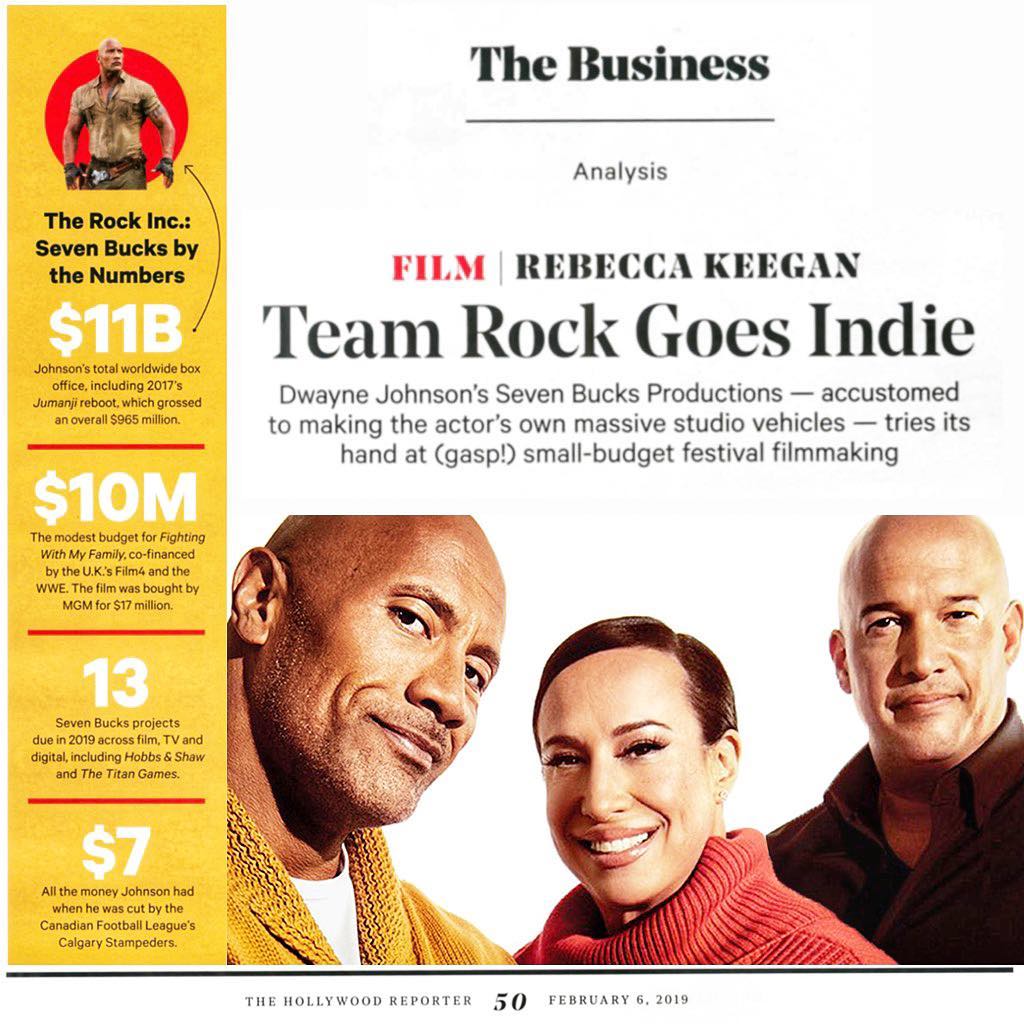 The Rock Inc.:
Seven Bucks by
the Numbers
$11B
Johnson's total worldwide box
office, including 2017's
Jumanji reboot, which grossed
an overall $965 million.
$10M
The modest budget for Fighting
With My Family, co-financed
by the U.K.'s Film4 and the
WWE. The film was bought by
MGM for $17 million.
13
Seven Bucks projects
due in 2019 across film, TV and
digital, including Hobbs & Shaw
and The Titan Games.
$7
All the money Johnson had
when he was cut by the
Canadian Football League's
Calgary Stampeders.
The Business
Analysis
FILM | REBECCA KEEGAN
Team Rock Goes Indie
Dwayne Johnson's Seven Bucks Productions — accustomed
to making the actor's own massive studio vehicles — tries its
hand at (gasp!) small-budget festival filmmaking
THE HOLLYWOOD REPORTER 50 FEBRUARY 6, 2019